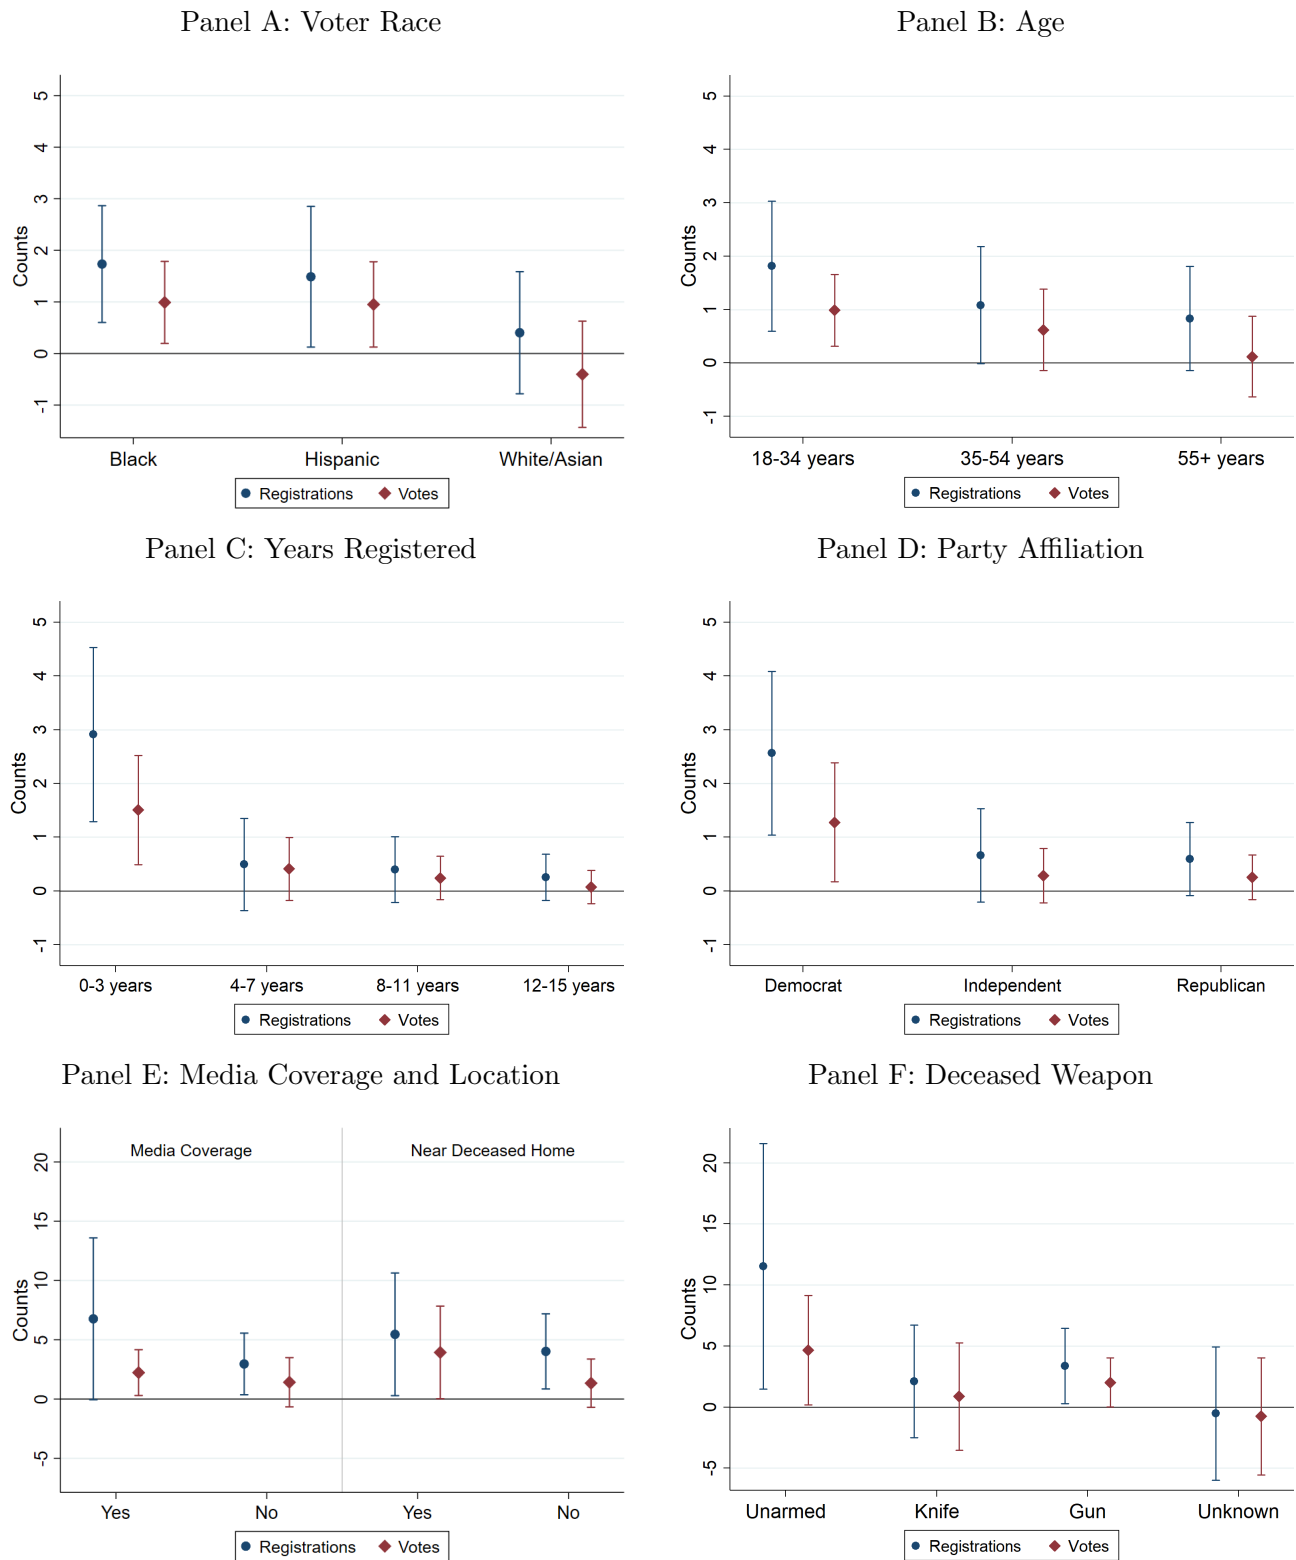 Panel A: Voter Race
Counts
5
4
3
2
1
0
-1
Black Hispanic White/Asian
Registrations Votes
Panel B: Age
Counts
5
4
3
2
1
0
-1
18-34 years 35-54 years 55+ years
Registrations Votes
Panel C: Years Registered
Counts
5
4
3
2
1
0
-1
0-3 years 4-7 years 8-11 years 12-15 years
Registrations Votes
Panel D: Party Affiliation
Counts
5
4
3
2
1
0
-1
Democrat Independent Republican
Registrations Votes
Panel E: Media Coverage and Location
Media Coverage Near Deceased Home
Counts
20
15
10
5
0
-5
Yes No Yes No
Registrations Votes
Panel F: Deceased Weapon
Counts
20
15
10
5
0
-5
Unarmed Knife Gun Unknown
Registrations Votes